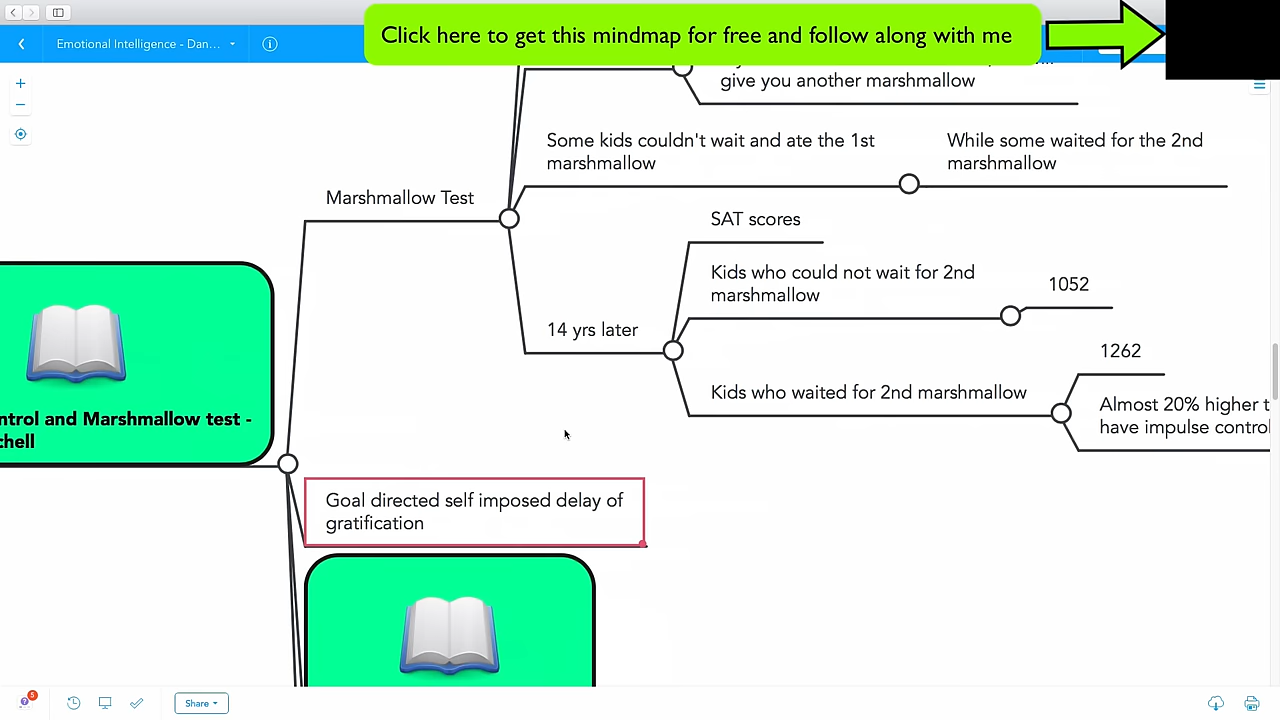 Click here to get this mindmap for free and follow along with me
Emotional Intelligence - Dan...
give you another marshmallow
Some kids couldn't wait and ate the 1st
marshmallow
While some waited for the 2nd
marshmallow
Marshmallow Test
SAT scores
Kids who could not wait for 2nd
marshmallow
1052
14 yrs later
1262
Kids who waited for 2nd marshmallow
Almost 20% higher t
have impulse control
ntrol and Marshmallow test -
chell
Goal directed self imposed delay of
gratification
5
Share